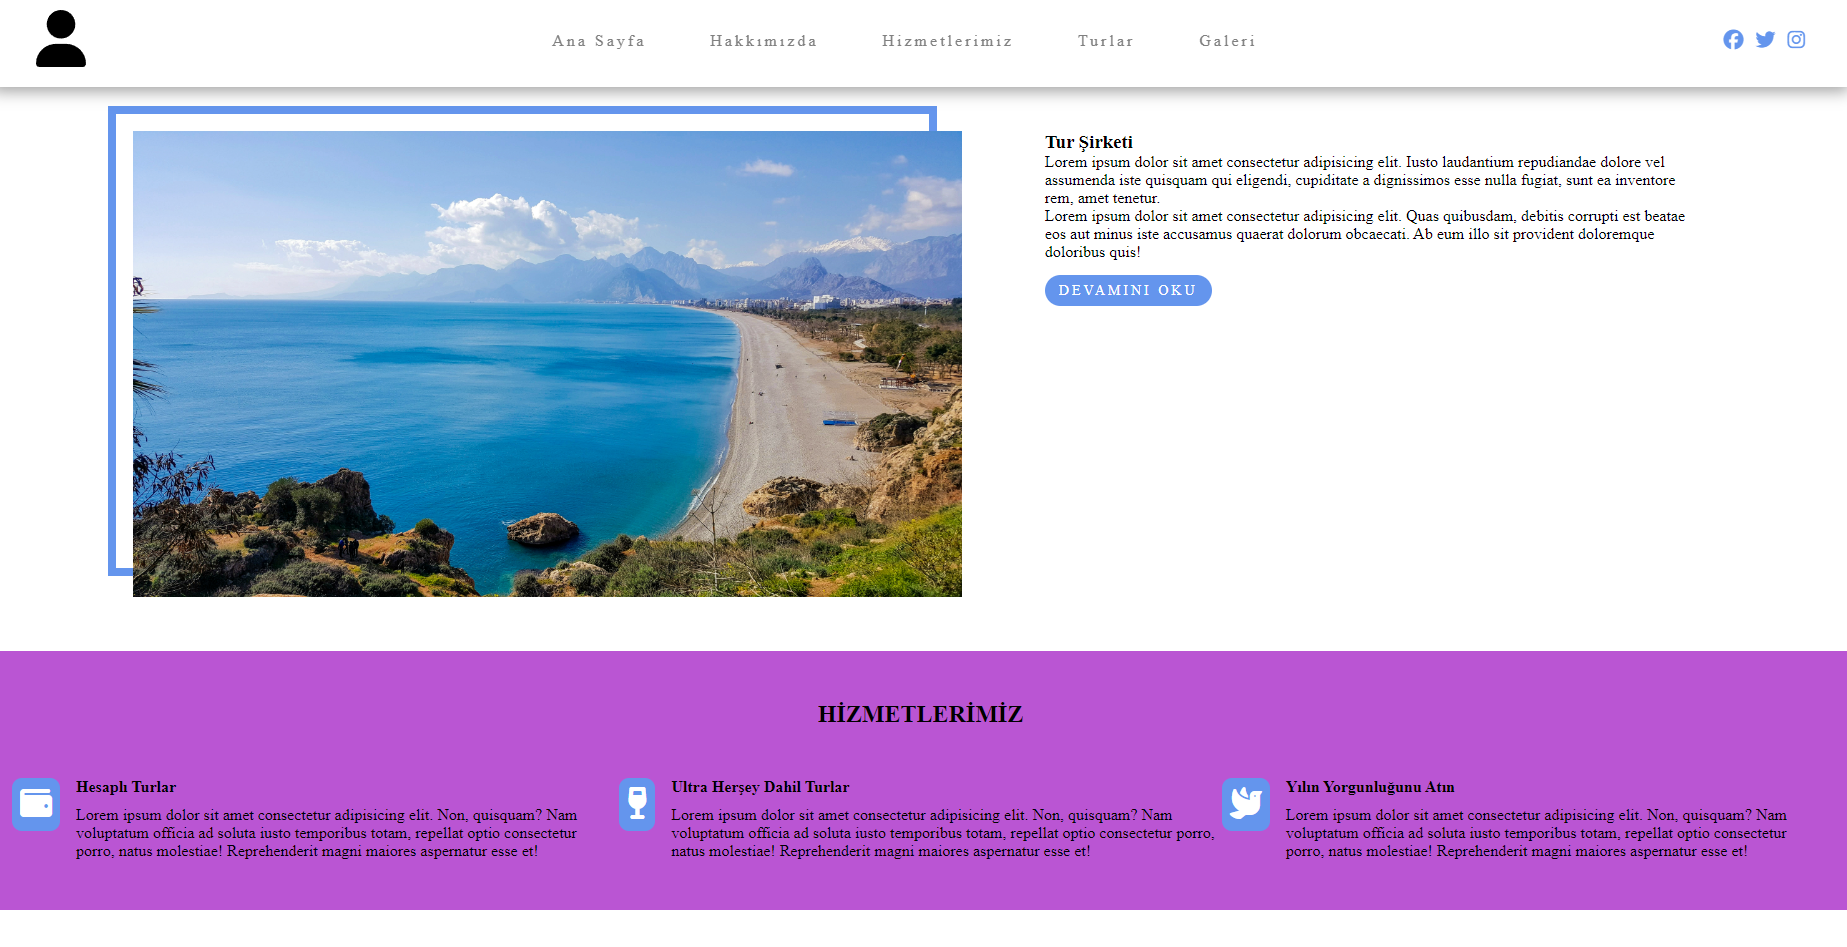 Ana Sayfa Hakkımızda Hizmetlerimiz Turlar Galeri
Tur Şirketi
Lorem ipsum dolor sit amet consectetur adipisicing elit. Iusto laudantium repudiandae dolore vel
assumenda iste quisquam qui eligendi, cupiditate a dignissimos esse nulla fugiat, sunt ea inventore
rem, amet tenetur.
Lorem ipsum dolor sit amet consectetur adipisicing elit. Quas quibusdam, debitis corrupti est beatae
eos aut minus iste accusamus quaerat dolorum obcaecati. Ab eum illo sit provident doloremque
doloribus quis!
DEVAMINI OKU
HİZMETLERİMİZ
Hesaplı Turlar
Lorem ipsum dolor sit amet consectetur adipisicing elit. Non, quisquam? Nam
voluptatum officia ad soluta iusto temporibus totam, repellat optio consectetur
porro, natus molestiae! Reprehenderit magni maiores aspernatur esse et!
Ultra Herşey Dahil Turlar
Lorem ipsum dolor sit amet consectetur adipisicing elit. Non, quisquam? Nam
voluptatum officia ad soluta iusto temporibus totam, repellat optio consectetur porro,
natus molestiae! Reprehenderit magni maiores aspernatur esse et!
Yılın Yorgunluğunu Atın
Lorem ipsum dolor sit amet consectetur adipisicing elit. Non, quisquam? Nam
voluptatum officia ad soluta iusto temporibus totam, repellat optio consectetur
porro, natus molestiae! Reprehenderit magni maiores aspernatur esse et!